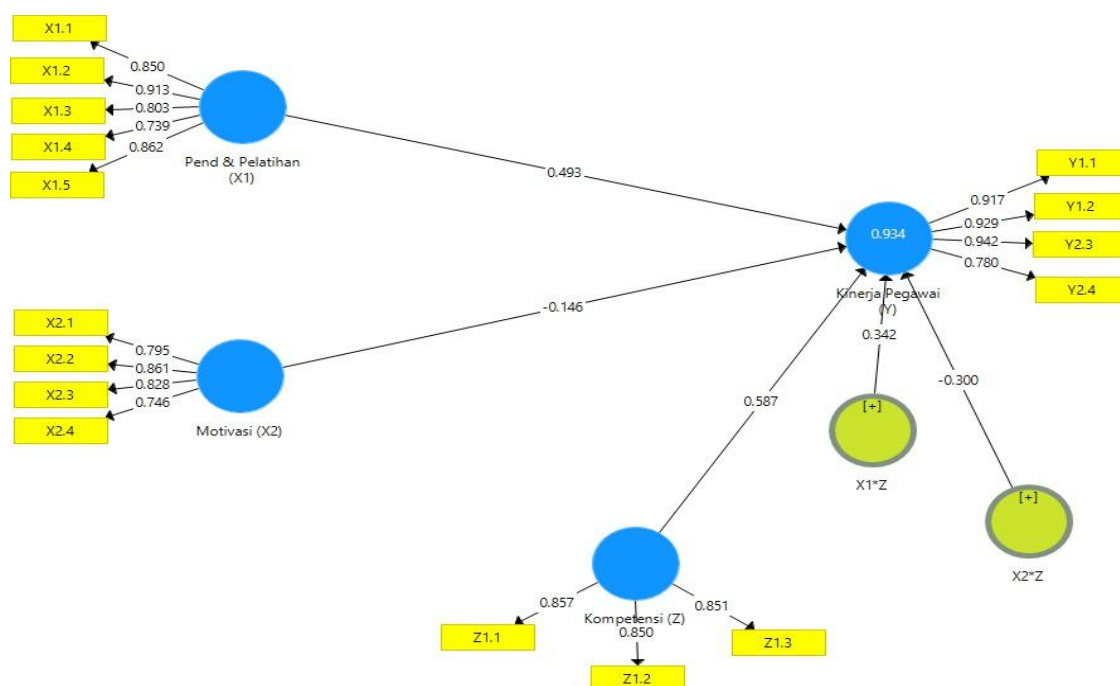 X1.1
X1.2
X1.3
X1.4
X1.5
0.850
0.913
0.803
0.739
0.862
Pend & Pelatihan
(X1)
0.493
Y1.1
Y1.2
Y2.3
Y2.4
0.917
0.929
0.942
0.780
0.934
Kinerja Pegawai
(Y)
-0.146
X2.1
X2.2
X2.3
X2.4
0.795
0.861
0.828
0.746
Motivasi (X2)
0.587
0.342
-0.300
[+]
X1*Z
[+]
X2*Z
Kompetensi (Z)
0.857
0.850
0.851
Z1.1
Z1.2
Z1.3